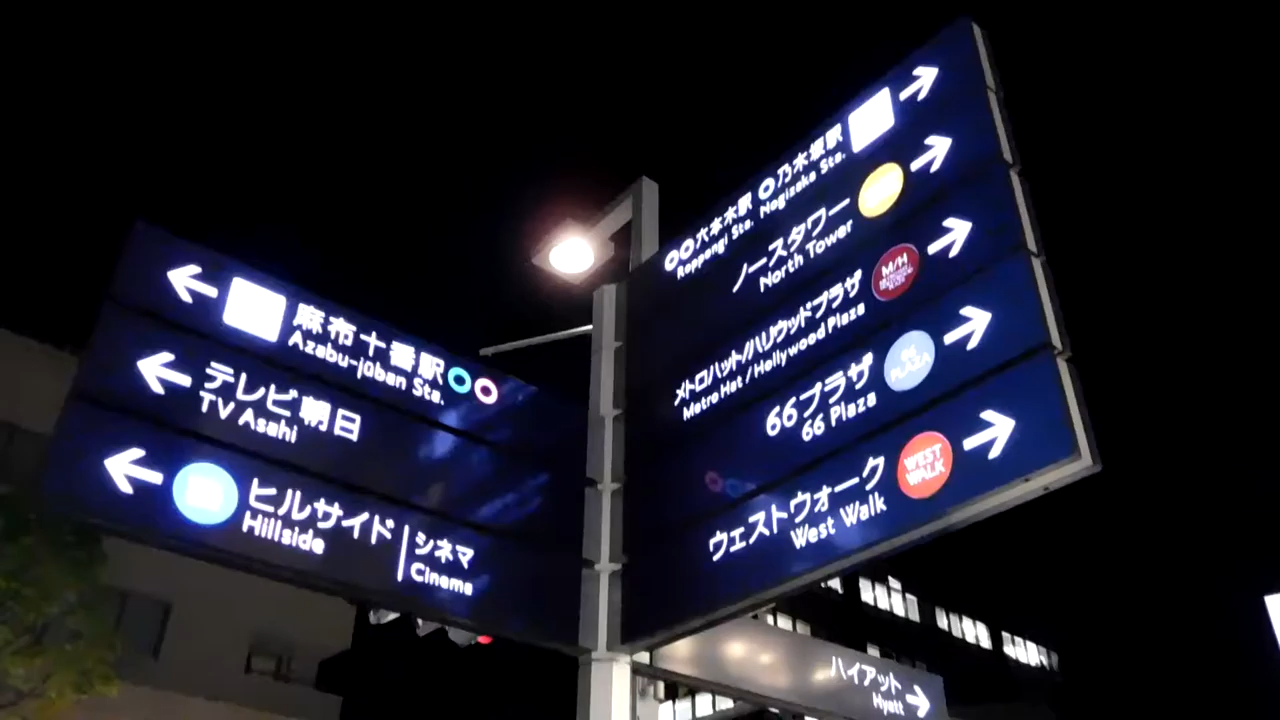 麻布十番駅
Azabu-jūban Sta.
テレビ朝日
TV Asahi
ヒルサイド
Hillside
シネマ
Cinema
六本木駅 乃木坂駅
Roppongi Sta. Nogizaka Sta.
ノースタワー
North Tower
メトロハット/ハリウッドプラザ
Metro Hat / Hollywood Plaza
M/H
66プラザ
66 Plaza
66
PLAZA
ウェストウォーク
West Walk
WEST
WALK
ハイアット
Hyatt